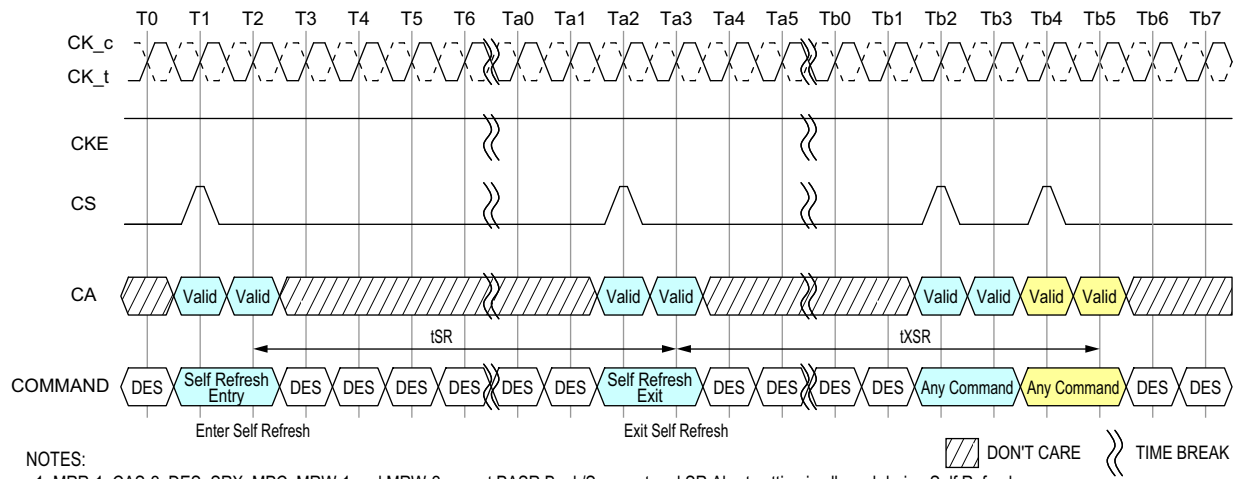 T0 T1 T2 T3 T4 T5 T6 Ta0 Ta1 Ta2 Ta3 Ta4 Ta5 Tb0 Tb1 Tb2 Tb3 Tb4 Tb5 Tb6 Tb7
CK_c
CK_t
CKE
CS
CA Valid Valid Valid Valid Valid Valid Valid Valid
tSR tXSR
COMMAND DES Self Refresh Entry DES DES DES DES DES DES Self Refresh Exit DES DES DES DES Any Command Any Command DES DES
Enter Self Refresh Exit Self Refresh
DON'T CARE TIME BREAK
NOTES: